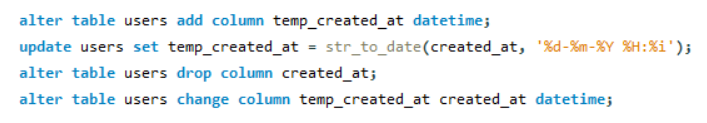 alter table users add column temp_created_at datetime;
update users set temp_created_at = str_to_date(created_at, '%d-%m-%Y %H:%i');
alter table users drop column created_at;
alter table users change column temp_created_at created_at datetime;